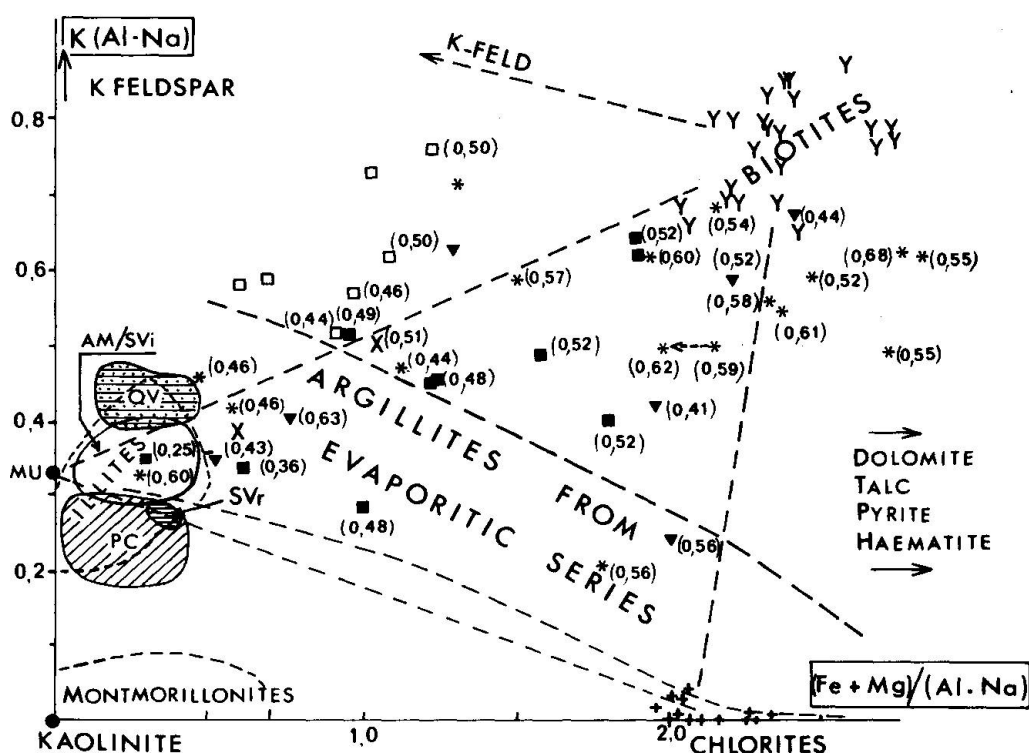 K (Al-Na)
K FELDSPAR
K-FELD
BIOTITES
0,8
(0,50)
(0,54)
(0,44)
(0,50)
(0,52)
(0,60)
(0,52)
(0,68)
(0,55)
0,6
(0,46)
(0,57)
(0,58)
(0,52)
(0,61)
(0,44)
(0,49)
(0,51)
AM/SVi
(0,46)
(0,44)
(0,48)
(0,52)
(0,62)
(0,59)
(0,55)
QV
(0,46)
(0,63)
(0,41)
(0,52)
0,4
ARGILLITES FROM
EVAPORITIC SERIES
MU
ILLITES
(0,25)
(0,43)
(0,36)
(0,60)
SVr
DOLOMITE
TALC
PYRITE
HAEMATITE
PC
(0,48)
(0,56)
(0,56)
0,2
MONTMORILLONITES
(Fe + Mg)/(Al.Na)
KAOLINITE
1,0
2,0
CHLORITES